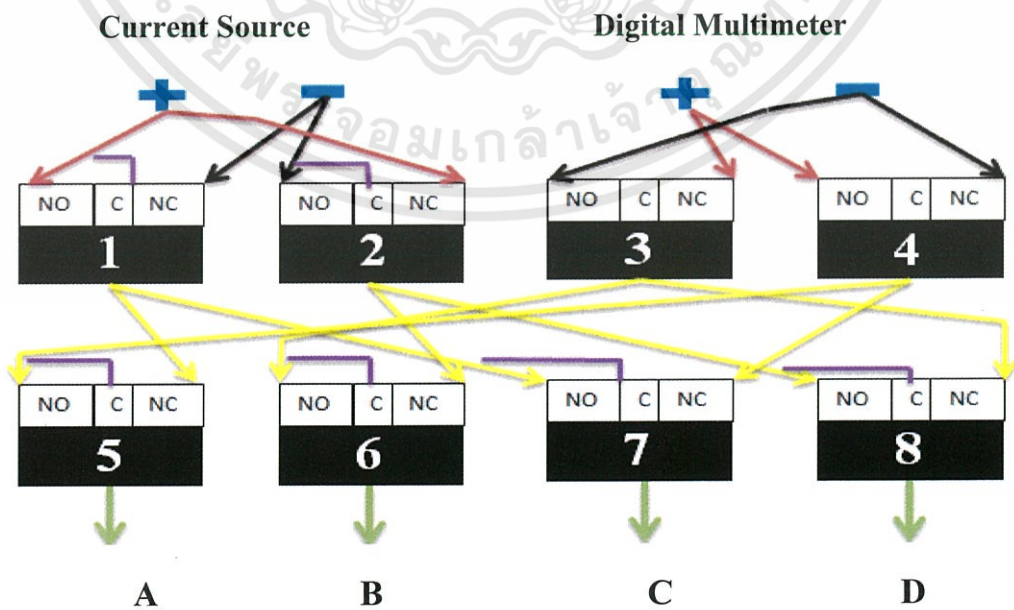 Current Source Digital Multimeter
+ - + -
NO C NC NO C NC NO C NC NO C NC
1 2 3 4
NO C NC NO C NC NO C NC NO C NC
5 6 7 8
A B C D